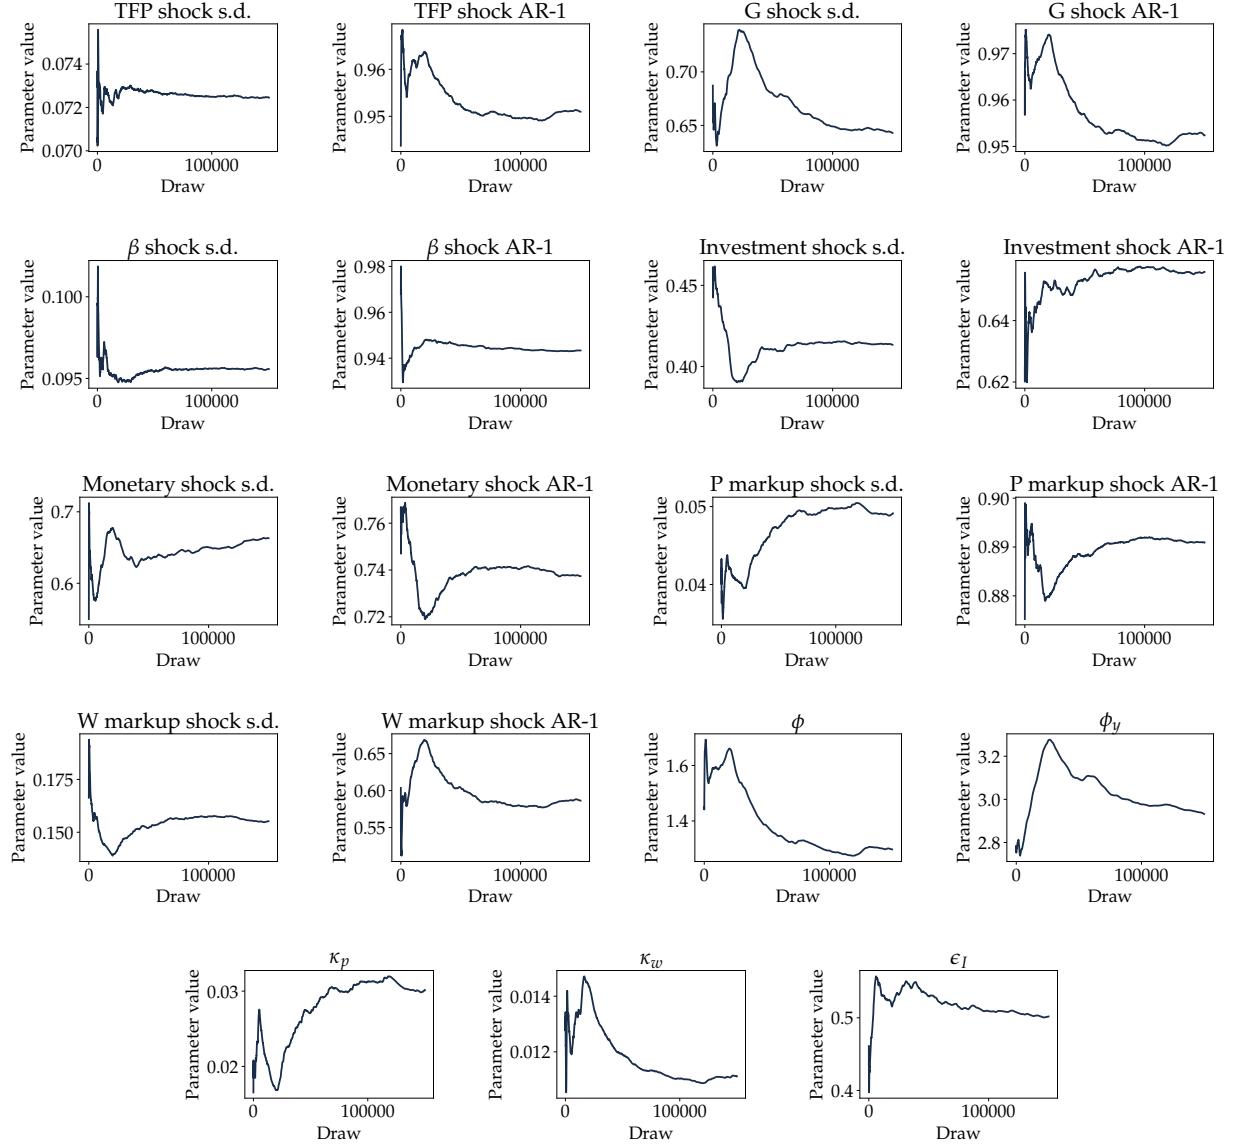 TFP shock s.d.
TFP shock AR-1
G shock s.d.
G shock AR-1
Parameter value
0.074
0.072
0.070
0
100000
Draw
Parameter value
0.96
0.95
0
100000
Draw
Parameter value
0.70
0.65
0
100000
Draw
Parameter value
0.97
0.96
0.95
0
100000
Draw
β shock s.d.
β shock AR-1
Investment shock s.d.
Investment shock AR-1
Parameter value
0.100
0.095
0
100000
Draw
Parameter value
0.98
0.96
0.94
0
100000
Draw
Parameter value
0.45
0.40
0
100000
Draw
Parameter value
0.64
0.62
0
100000
Draw
Monetary shock s.d.
Monetary shock AR-1
P markup shock s.d.
P markup shock AR-1
Parameter value
0.7
0.6
0
100000
Draw
Parameter value
0.76
0.74
0.72
0
100000
Draw
Parameter value
0.05
0.04
0
100000
Draw
Parameter value
0.90
0.89
0.88
0
100000
Draw
W markup shock s.d.
W markup shock AR-1
ϕ
ϕ_y
Parameter value
0.175
0.150
0
100000
Draw
Parameter value
0.65
0.60
0.55
0
100000
Draw
Parameter value
1.6
1.4
0
100000
Draw
Parameter value
3.2
3.0
2.8
0
100000
Draw
κ_p
κ_w
ϵ_I
Parameter value
0.03
0.02
0
100000
Draw
Parameter value
0.014
0.012
0
100000
Draw
Parameter value
0.5
0.4
0
100000
Draw